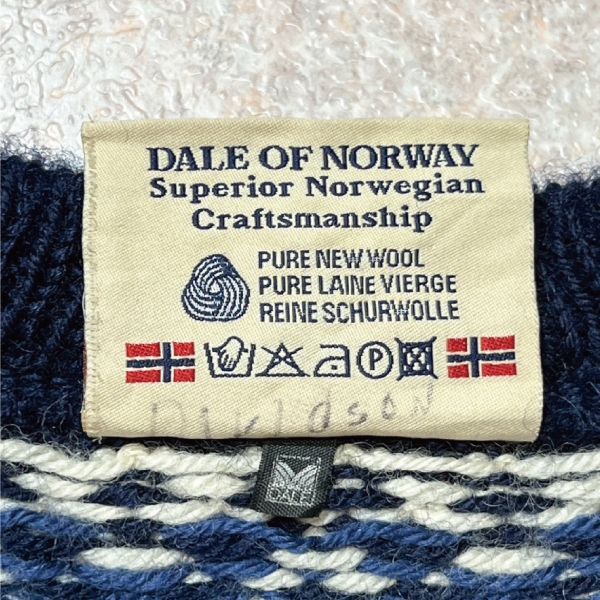 DALE OF NORWAY
Superior Norwegian
Craftsmanship
PURE NEW WOOL
PURE LAINE VIERGE
REINE SCHURWOLLE
P
DALE